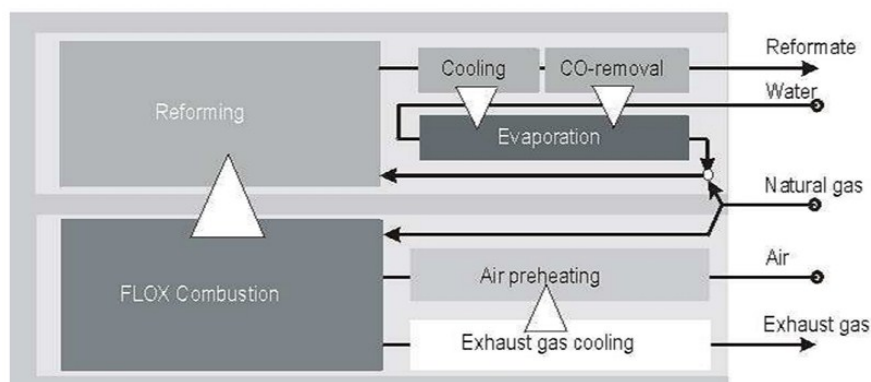 Reformate
Cooling CO-removal
Water
Reforming
Evaporation
Natural gas
Air
FLOX Combustion Air preheating
Exhaust gas
Exhaust gas cooling